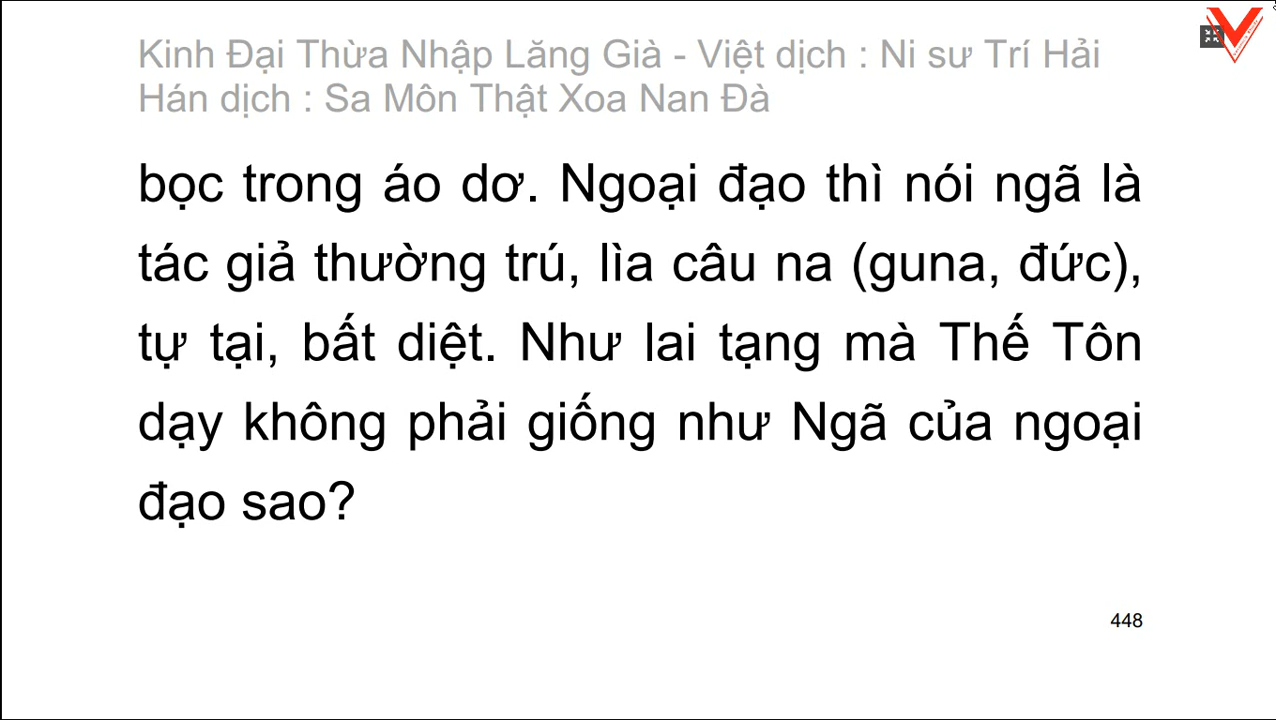 Kinh Đại Thừa Nhập Lăng Già - Việt dịch : Ni sư Trí Hải
Hán dịch : Sa Môn Thật Xoa Nan Đà
bọc trong áo dơ. Ngoại đạo thì nói ngã là
tác giả thường trú, lìa câu na (guna, đức),
tự tại, bất diệt. Như lai tạng mà Thế Tôn
dạy không phải giống như Ngã của ngoại
đạo sao?
448